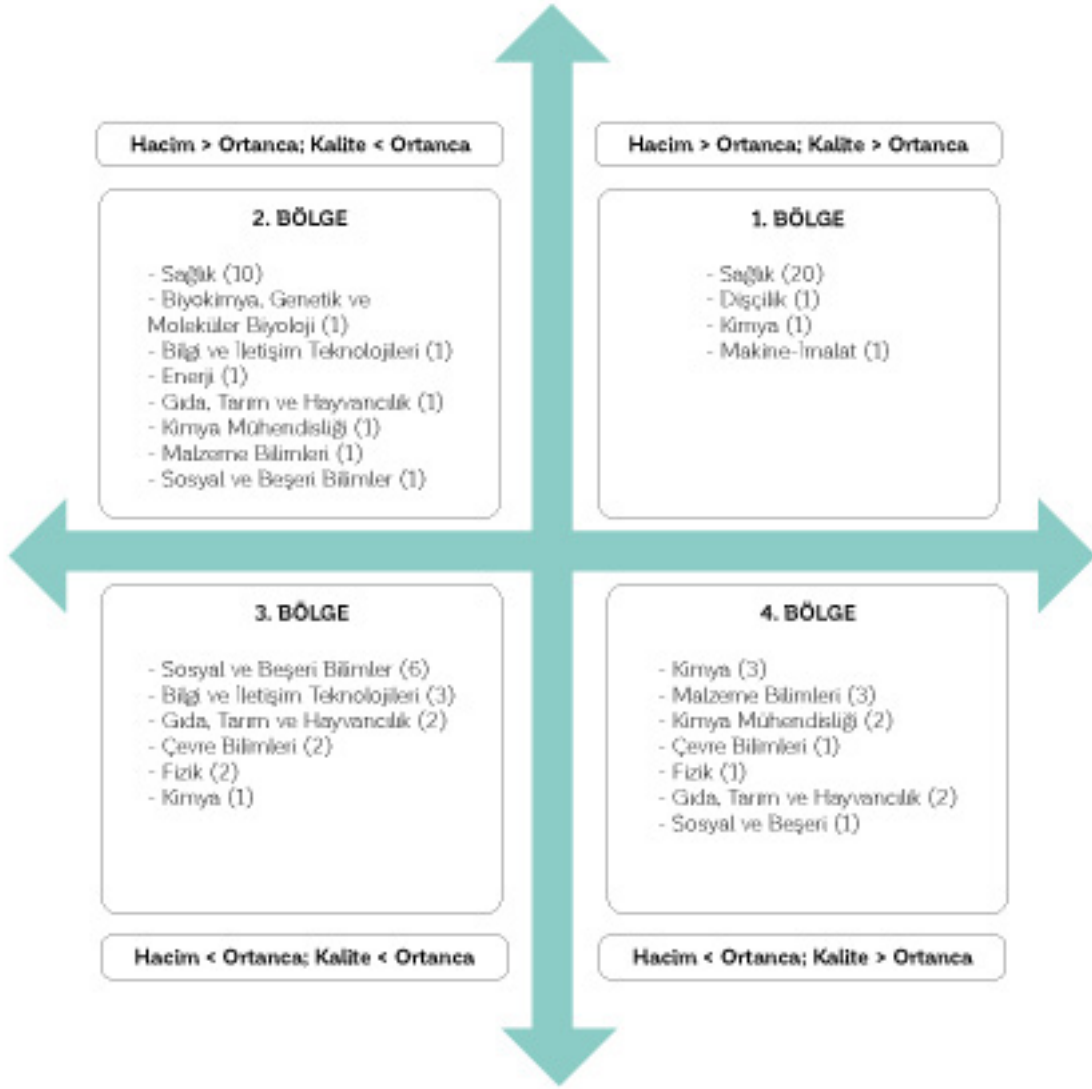 Hacim > Ortanca; Kalite < Ortanca
2. BÖLGE
- Sağlık (10)
- Biyokimya, Genetik ve
Moleküler Biyoloji (1)
- Bilgi ve İletişim Teknolojileri (1)
- Enerji (1)
- Gıda, Tarım ve Hayvancılık (1)
- Kimya Mühendisliği (1)
- Malzeme Bilimleri (1)
- Sosyal ve Beşeri Bilimler (1)
Hacim > Ortanca; Kalite > Ortanca
1. BÖLGE
- Sağlık (20)
- Dişçilik (1)
- Kimya (1)
- Makine-İmalat (1)
3. BÖLGE
- Sosyal ve Beşeri Bilimler (6)
- Bilgi ve İletişim Teknolojileri (3)
- Gıda, Tarım ve Hayvancılık (2)
- Çevre Bilimleri (2)
- Fizik (2)
- Kimya (1)
Hacim < Ortanca; Kalite < Ortanca
4. BÖLGE
- Kimya (3)
- Malzeme Bilimleri (3)
- Kimya Mühendisliği (2)
- Çevre Bilimleri (1)
- Fizik (1)
- Gıda, Tarım ve Hayvancılık (2)
- Sosyal ve Beşeri (1)
Hacim < Ortanca; Kalite > Ortanca